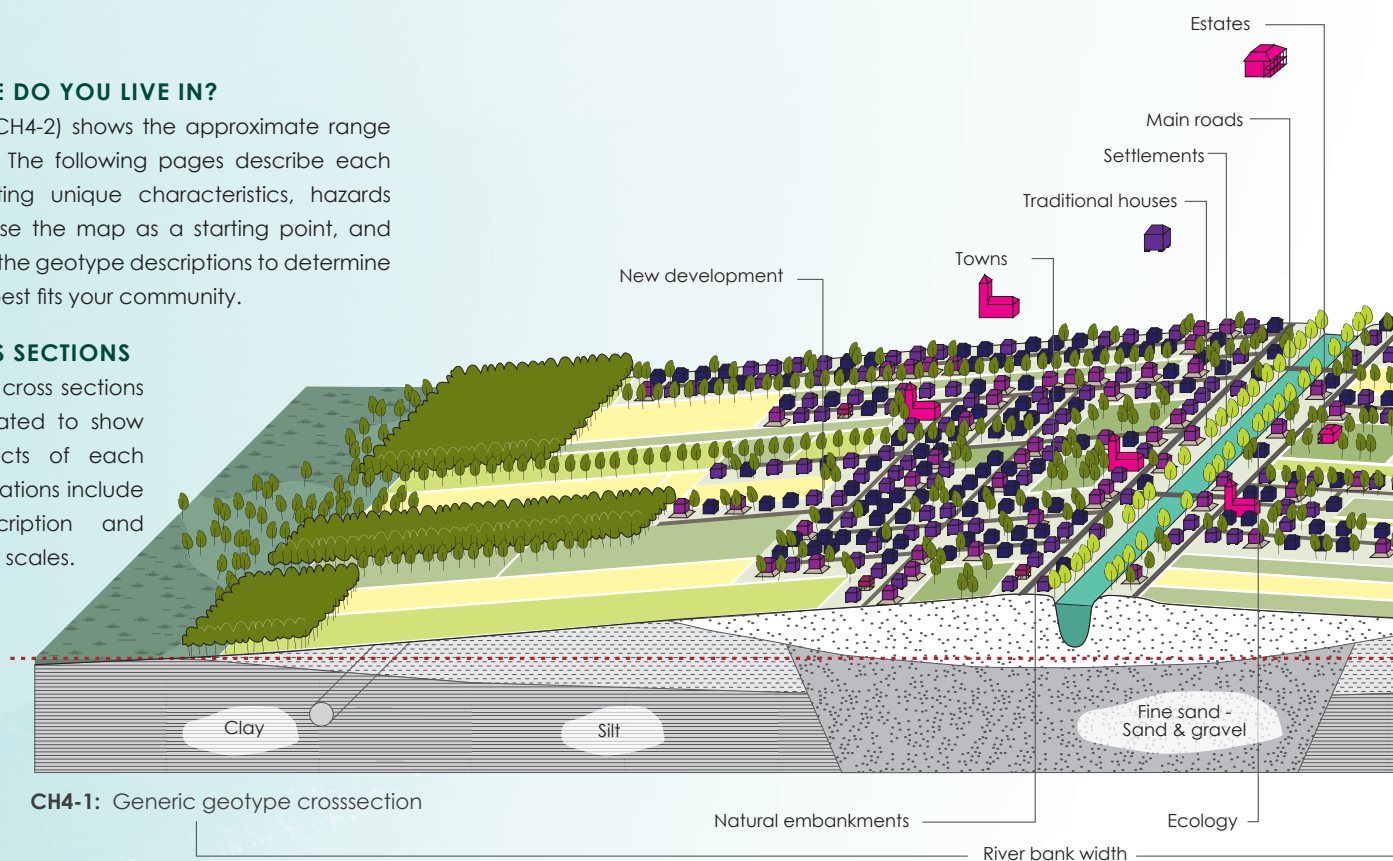 E DO YOU LIVE IN?
CH4-2) shows the approximate range
The following pages describe each
ting unique characteristics, hazards
se the map as a starting point, and
the geotype descriptions to determine
best fits your community.
S SECTIONS
cross sections
ated to show
cts of each
ations include
cription and
scales.
Estates
Main roads
Settlements
Traditional houses
Towns
New development
Clay
Silt
Fine sand -
Sand & gravel
CH4-1: Generic geotype crosssection
Natural embankments
Ecology
River bank width